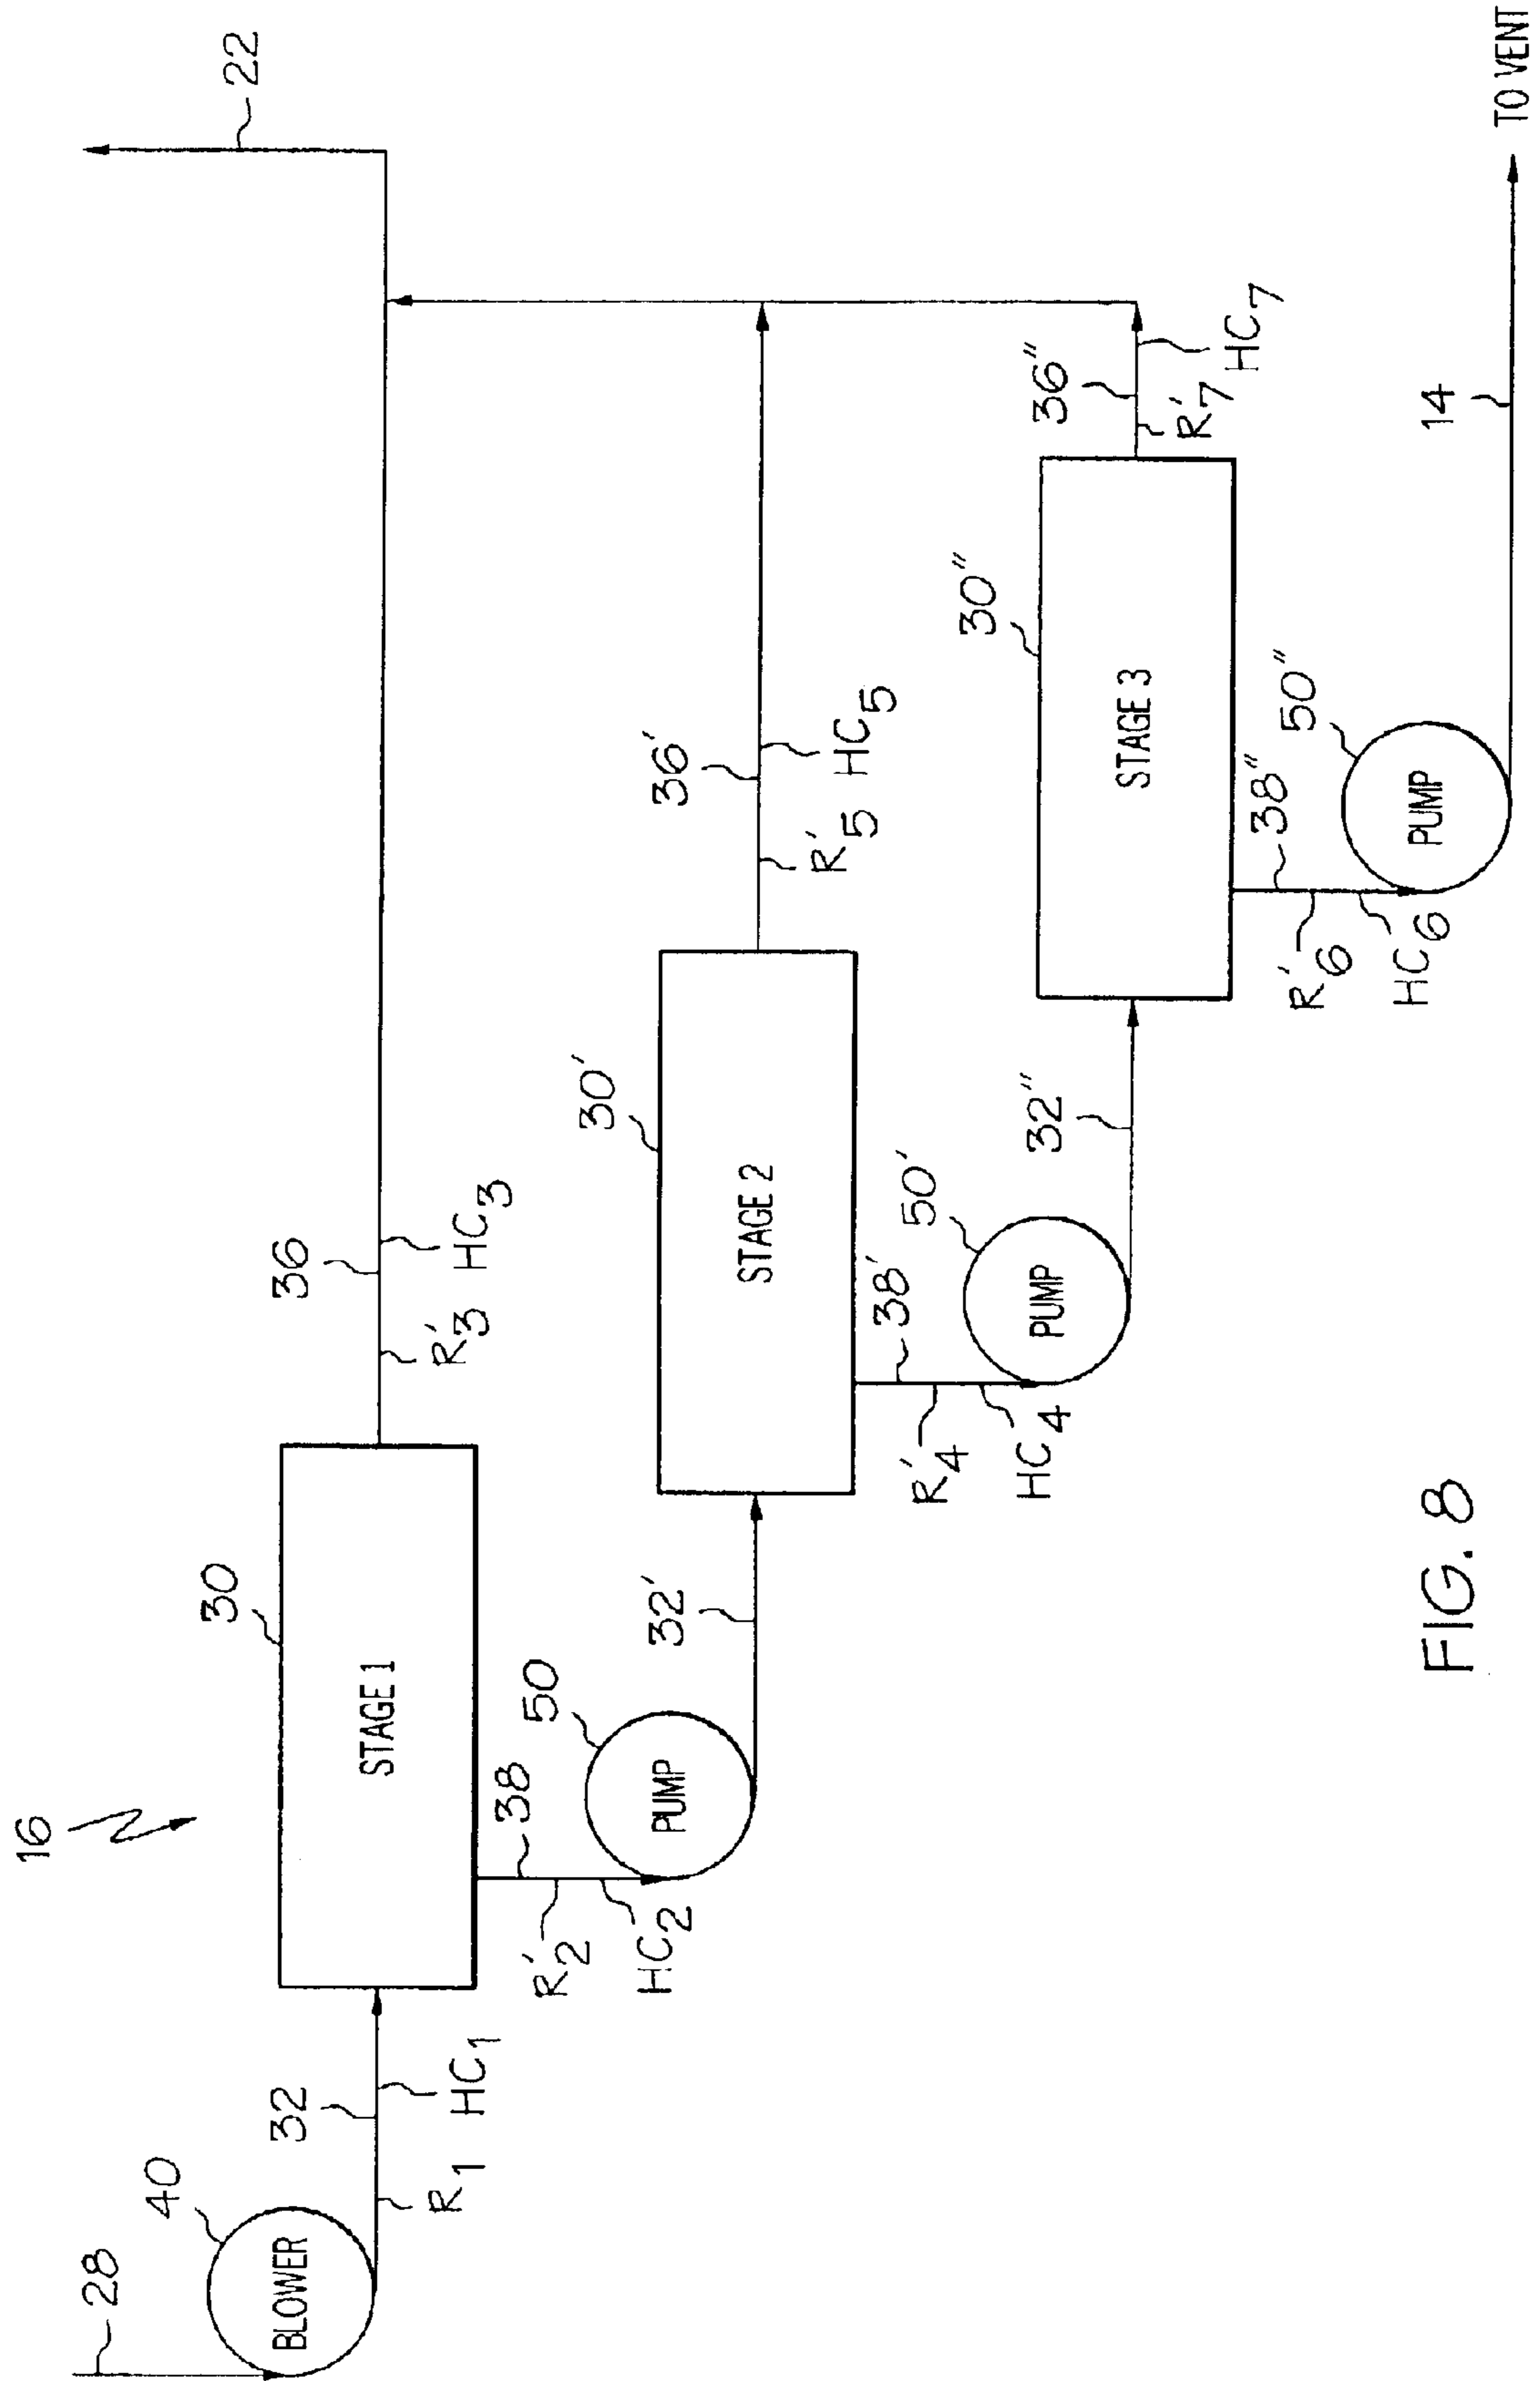 16
28
40
BLOWER
32
R1
HC1
30
STAGE 1
38
R'2
HC2
50
PUMP
36
R'3
HC3
22
32'
30'
STAGE 2
38'
R'4
HC4
50'
PUMP
36'
R'5
HC5
32"
30"
STAGE 3
38"
R'6
HC6
50"
PUMP
36"
R'7
HC7
14
TO VENT
FIG. 8